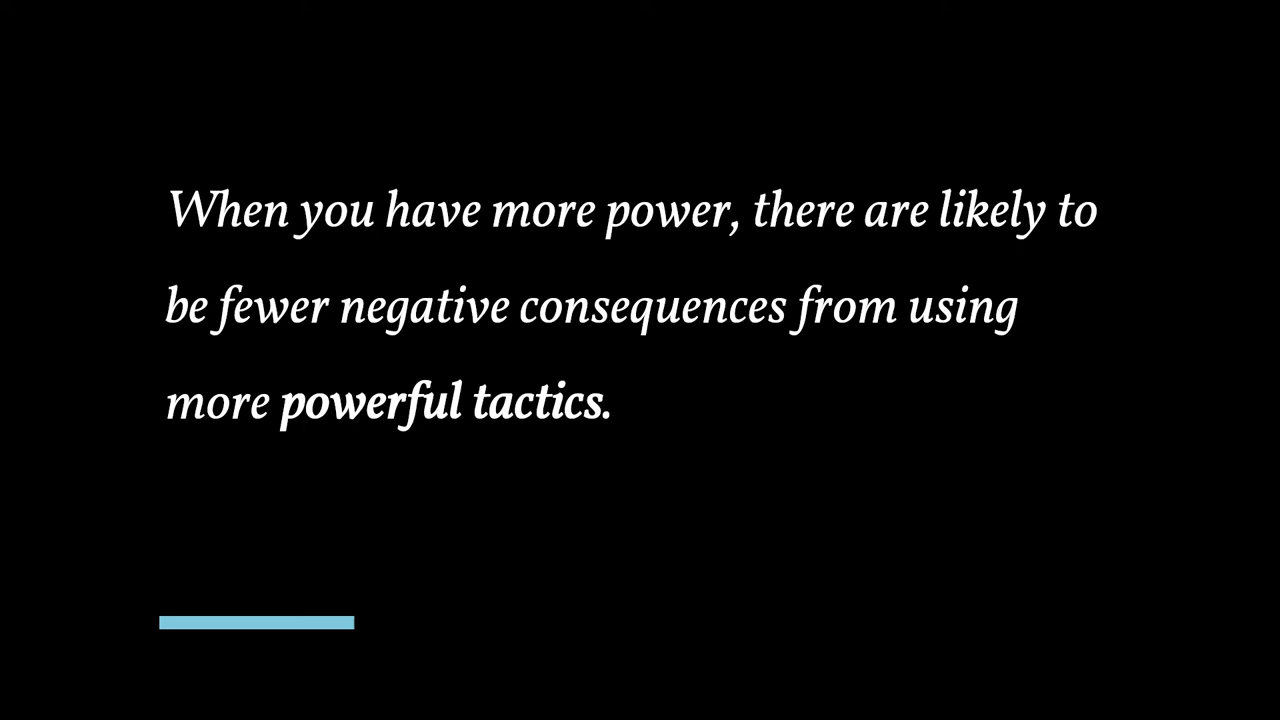 When you have more power, there are likely to
be fewer negative consequences from using
more powerful tactics.